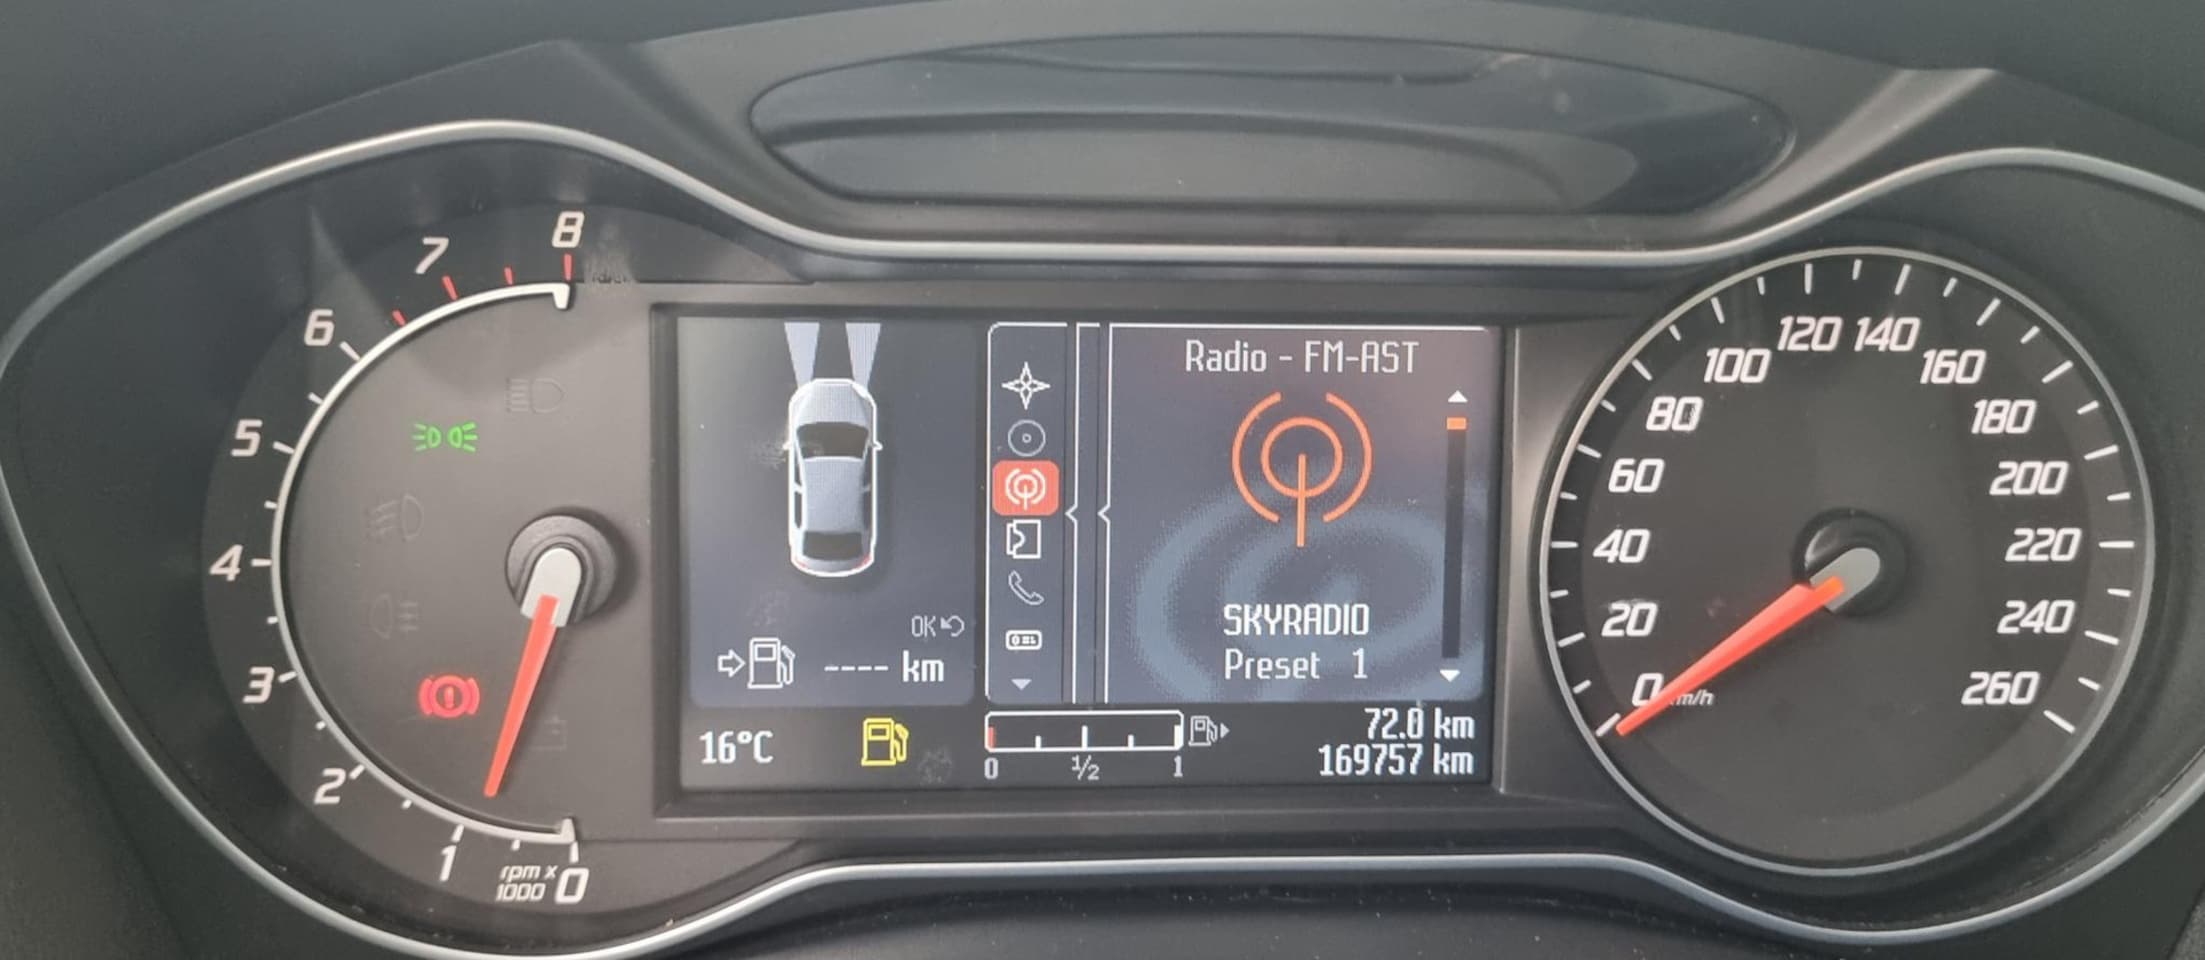 8
7
6
5
4
3
2
1
rpm x
1000
0
OK
---- km
16°C
Radio - FM-AST
SKYRADIO
Preset 1
0 1/2 1
72.0 km
169757 km
0
20
40
60
80
100
120
140
160
180
200
220
240
260
km/h